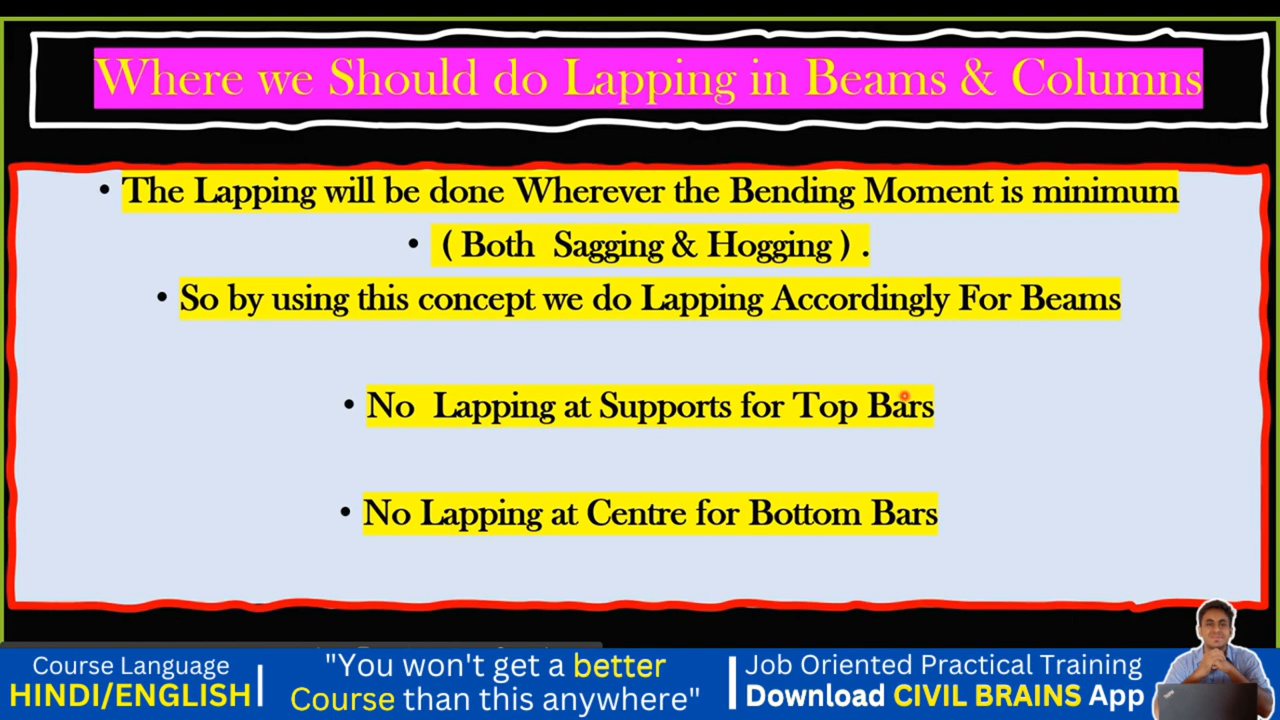 Where we Should do Lapping in Beams & Columns
• The Lapping will be done Wherever the Bending Moment is minimum
• ( Both Sagging & Hogging ) .
• So by using this concept we do Lapping Accordingly For Beams
• No Lapping at Supports for Top Bars
• No Lapping at Centre for Bottom Bars
Course Language
HINDI/ENGLISH
"You won't get a better
Course than this anywhere"
Job Oriented Practical Training
Download CIVIL BRAINS App